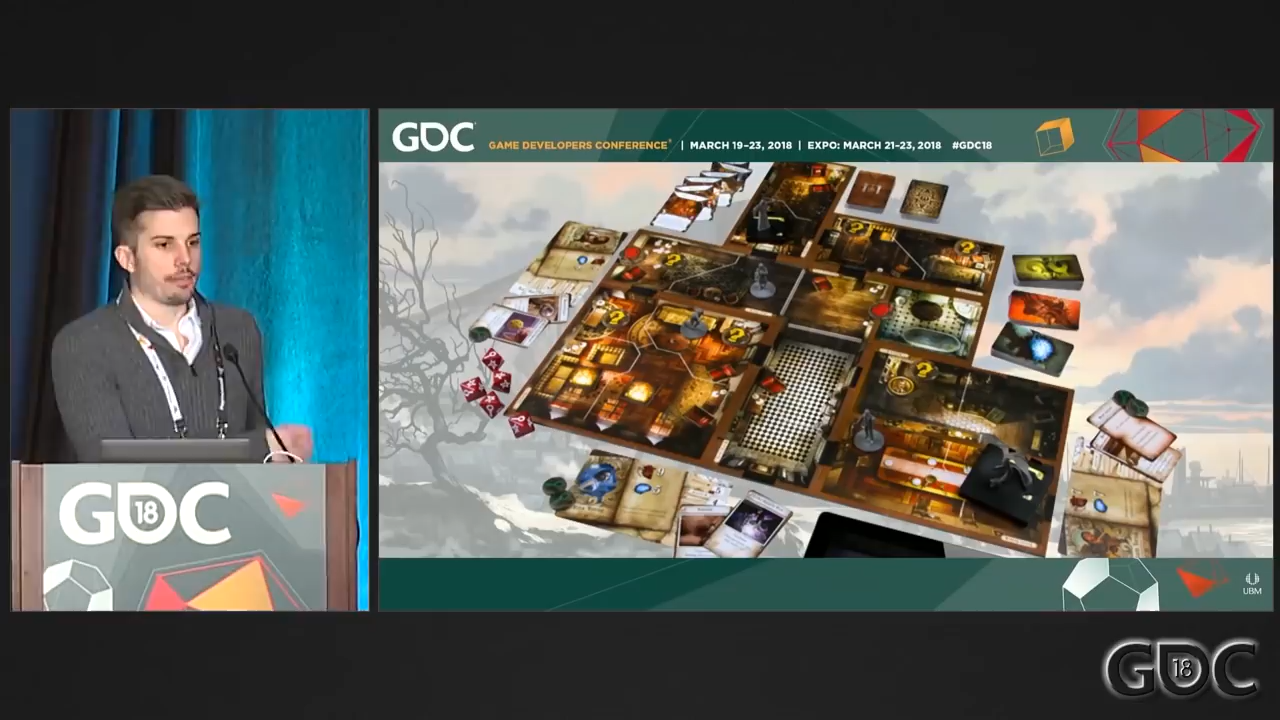 GDC GAME DEVELOPERS CONFERENCE® | MARCH 19–23, 2018 | EXPO: MARCH 21–23, 2018 #GDC18
GDC
18
UBM
GDC
18